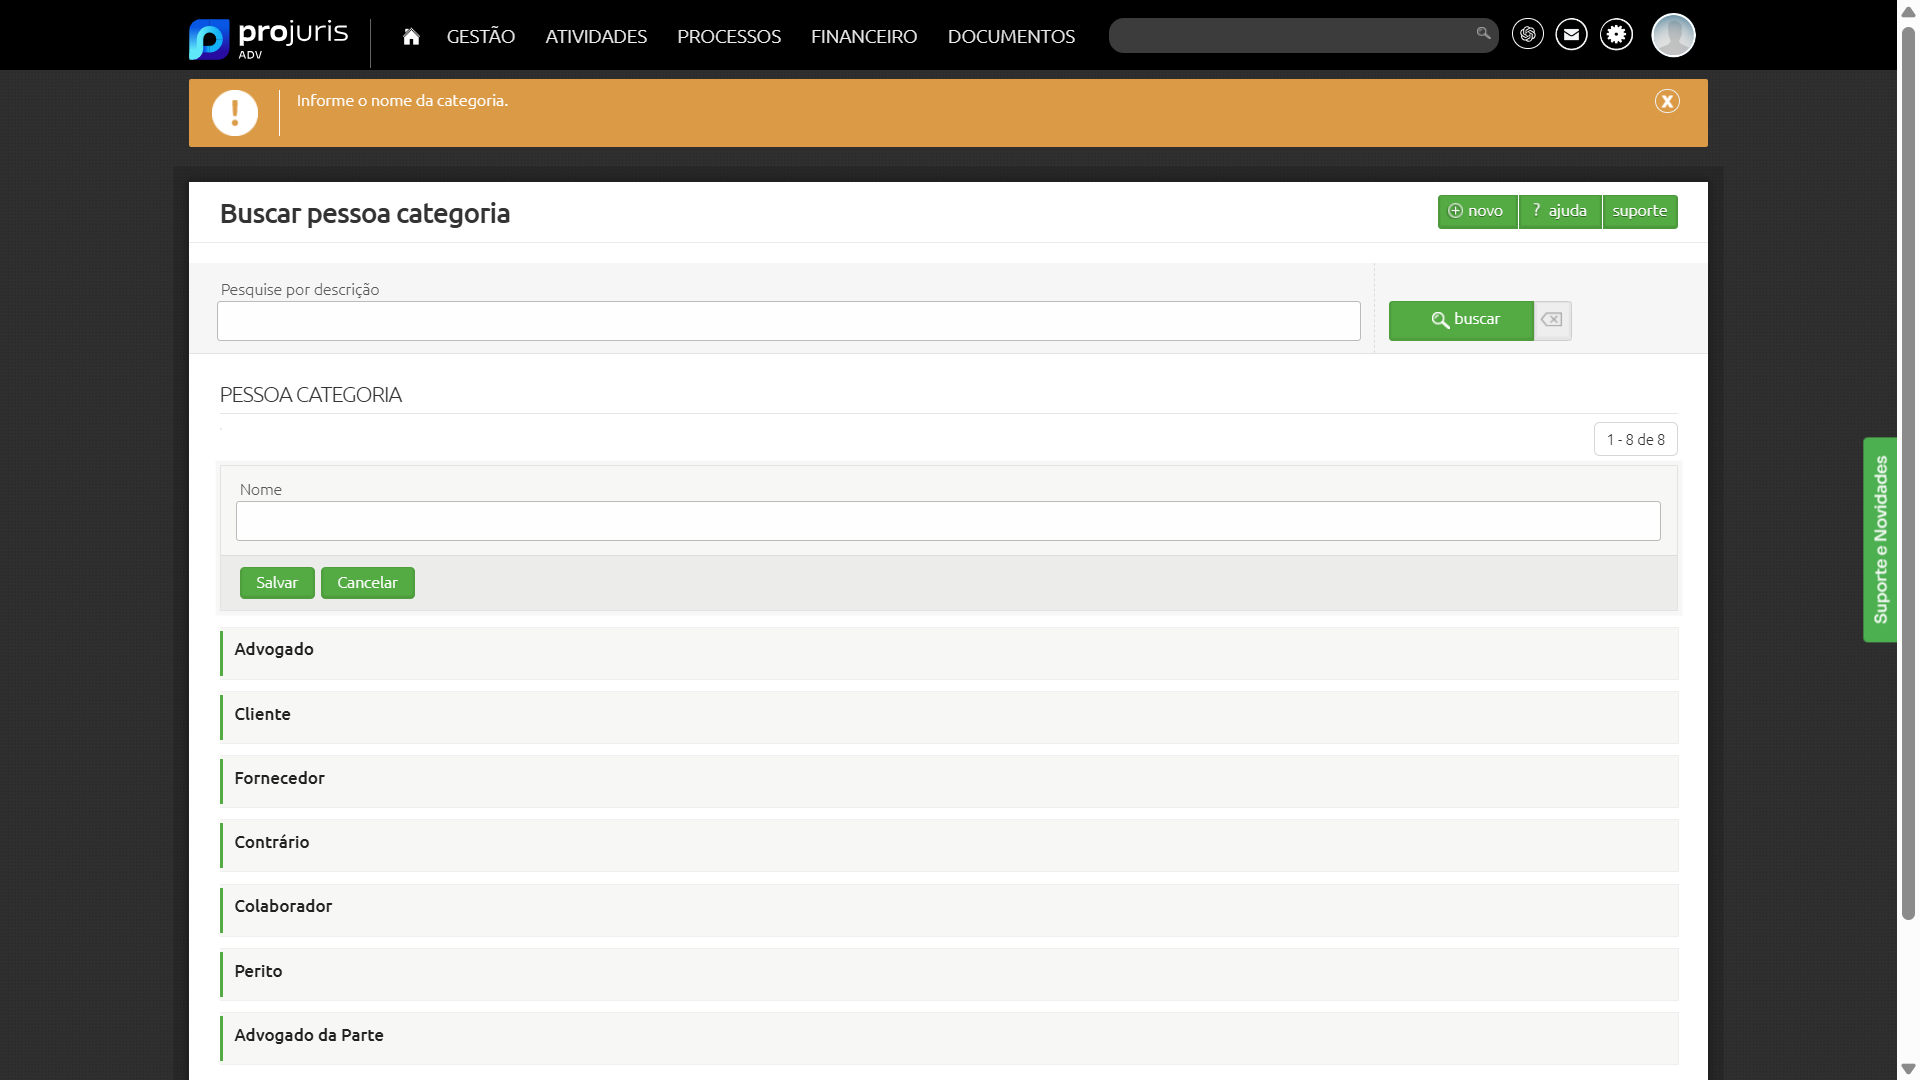 projuris
ADV
GESTÃO
ATIVIDADES
PROCESSOS
FINANCEIRO
DOCUMENTOS
Informe o nome da categoria.
X
Buscar pessoa categoria
novo
? ajuda
suporte
Pesquise por descrição
buscar
PESSOA CATEGORIA
1 - 8 de 8
Nome
Salvar
Cancelar
Advogado
Cliente
Fornecedor
Contrário
Colaborador
Perito
Advogado da Parte
Suporte e Novidades